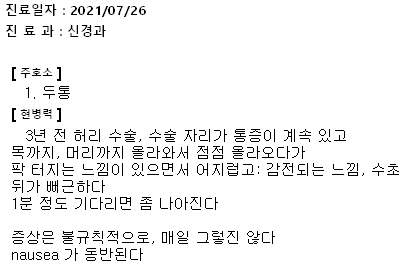 진료일자 : 2021/07/26
진 료 과 : 신경과
[ 주호소 ]
1. 두통
[ 현병력 ]
3년 전 허리 수술, 수술 자리가 통증이 계속 있고
목까지, 머리까지 올라와서 점점 올라오다가
팍 터지는 느낌이 있으면서 어지럽고: 감전되는 느낌, 수초
뒤가 뻐근하다
1분 정도 기다리면 좀 나아진다
증상은 불규칙적으로, 매일 그렇진 않다
nausea 가 동반된다